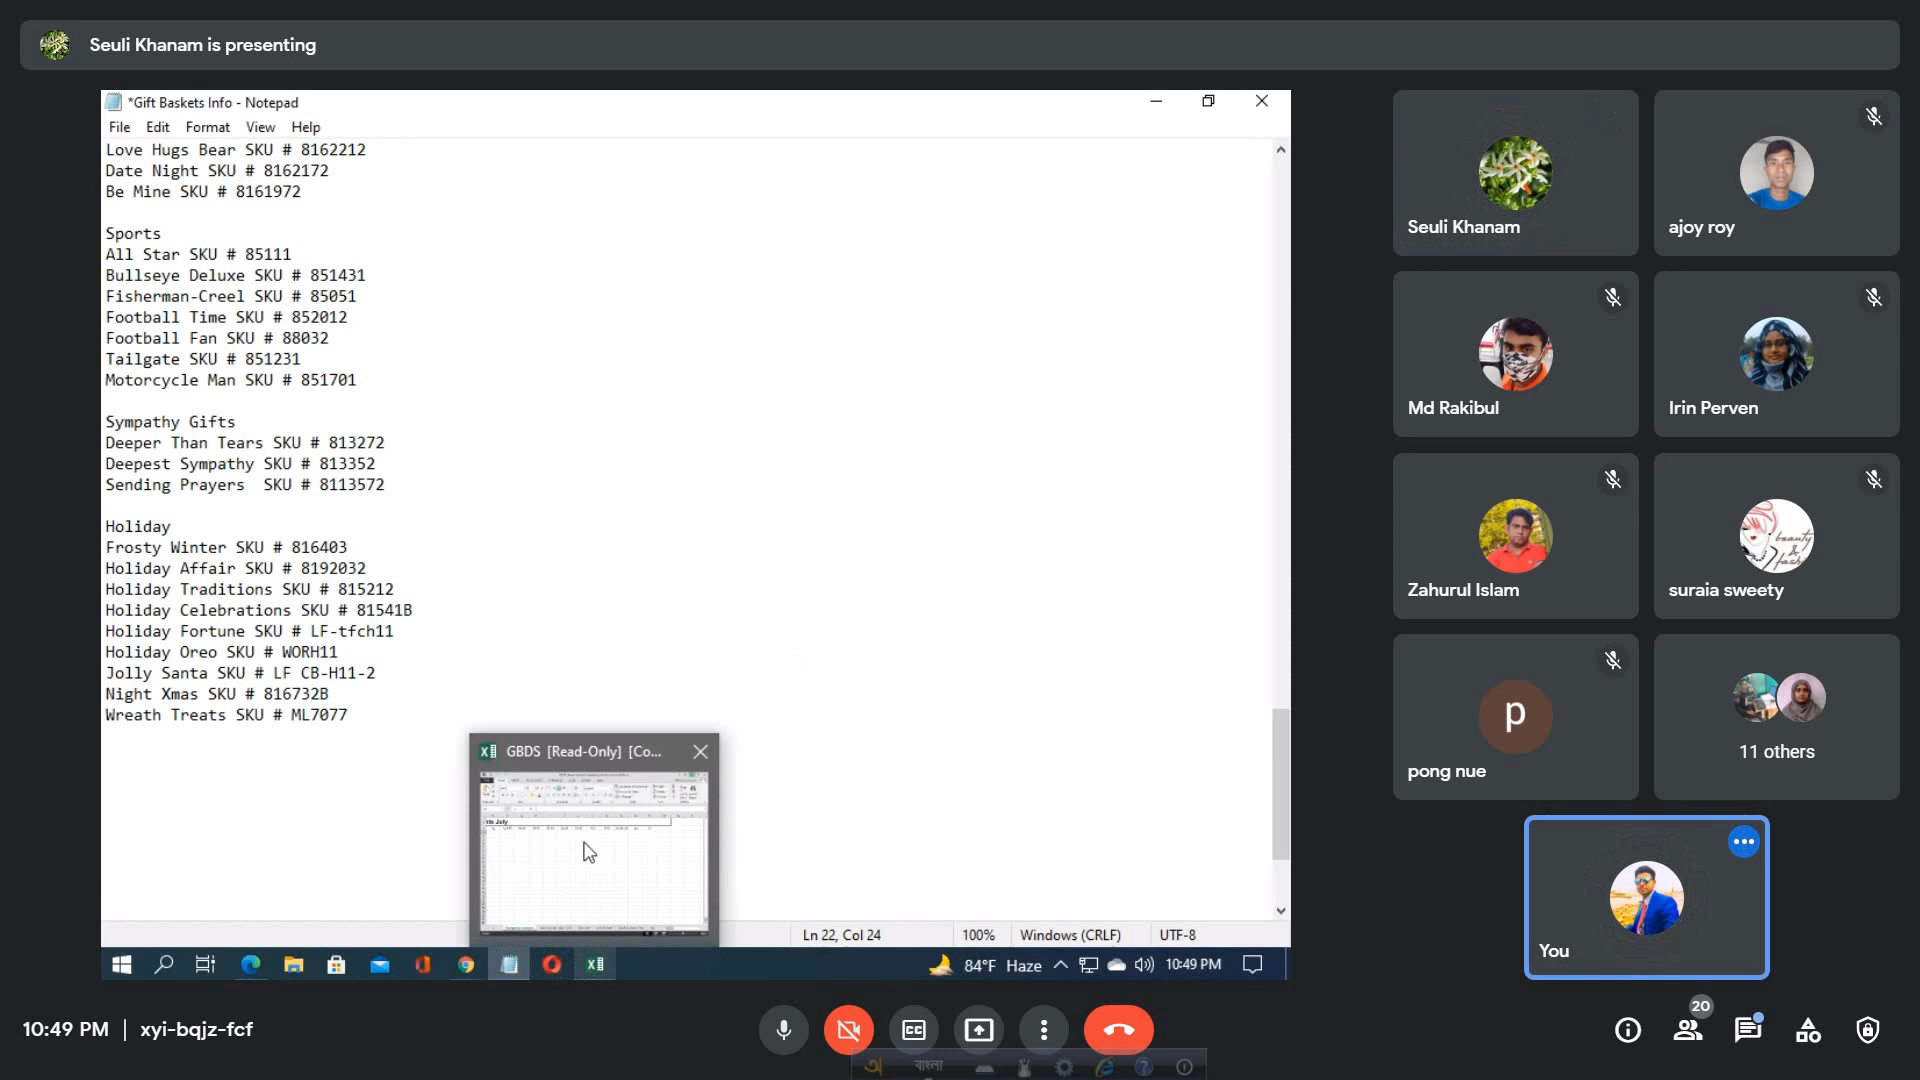 Seuli Khanam is presenting
*Gift Baskets Info - Notepad
File Edit Format View Help
Love Hugs Bear SKU # 8162212
Date Night SKU # 8162172
Be Mine SKU # 8161972
Sports
All Star SKU # 85111
Bullseye Deluxe SKU # 851431
Fisherman-Creel SKU # 85051
Football Time SKU # 852012
Football Fan SKU # 88032
Tailgate SKU # 851231
Motorcycle Man SKU # 851701
Sympathy Gifts
Deeper Than Tears SKU # 813272
Deepest Sympathy SKU # 813352
Sending Prayers  SKU # 8113572
Holiday
Frosty Winter SKU # 816403
Holiday Affair SKU # 8192032
Holiday Traditions SKU # 815212
Holiday Celebrations SKU # 81541B
Holiday Fortune SKU # LF-tfch11
Holiday Oreo SKU # WORH11
Jolly Santa SKU # LF CB-H11-2
Night Xmas SKU # 816732B
Wreath Treats SKU # ML7077
GBDS [Read-Only] [Co...
Ln 22, Col 24 100% Windows (CRLF) UTF-8
84°F Haze 10:49 PM
Seuli Khanam
ajoy roy
Md Rakibul
Irin Perven
Zahurul Islam
suraia sweety
p
pong nue
11 others
You
10:49 PM | xyi-bqjz-fcf
CC
20
অ বাংলা